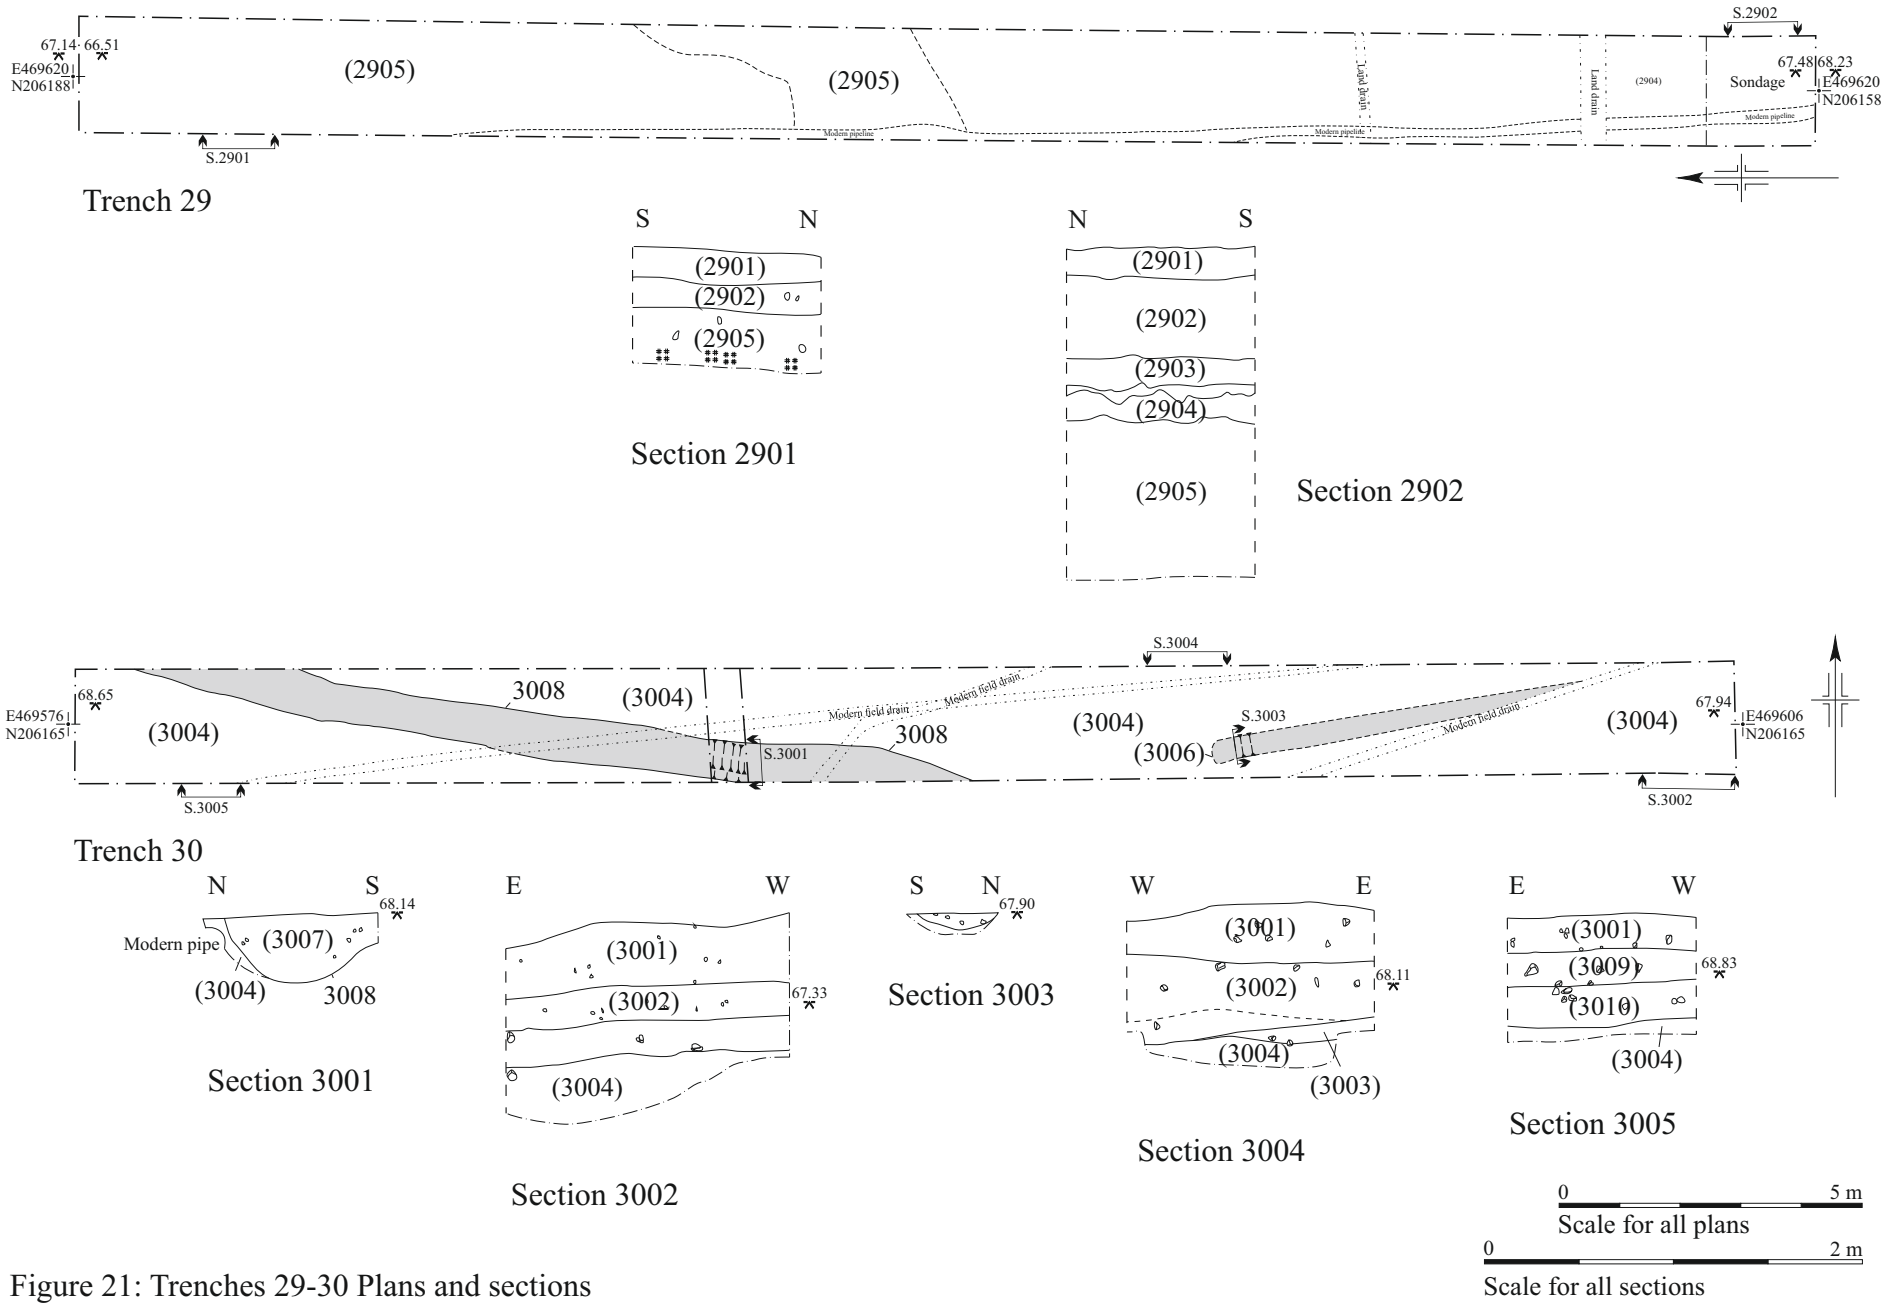 S.2902
67.14 66.51
E469620
N206188
(2905)
(2905)
Land drain
Land drain
(2904)
Sondage
67.48 68.23
E469620
N206158
Modern pipeline
Modern pipeline
Modern pipeline
S.2901
Trench 29
S N
(2901)
(2902)
(2905)
Section 2901
N S
(2901)
(2902)
(2903)
(2904)
(2905)
Section 2902
S.3004
68.65
E469576
N206165
(3004)
3008
(3004)
Modern field drain
Modern field drain
S.3001
3008
(3004)
(3006)
S.3003
Modern field drain
(3004)
67.94
E469606
N206165
S.3005
S.3002
Trench 30
N S
68.14
Modern pipe
(3007)
(3004)
3008
Section 3001
E W
(3001)
(3002)
67.33
(3004)
Section 3002
S N
67.90
Section 3003
W E
(3001)
(3002)
68.11
(3004)
(3003)
Section 3004
E W
(3001)
(3009)
68.83
(3010)
(3004)
Section 3005
0 5 m
Scale for all plans
0 2 m
Scale for all sections
Figure 21: Trenches 29-30 Plans and sections